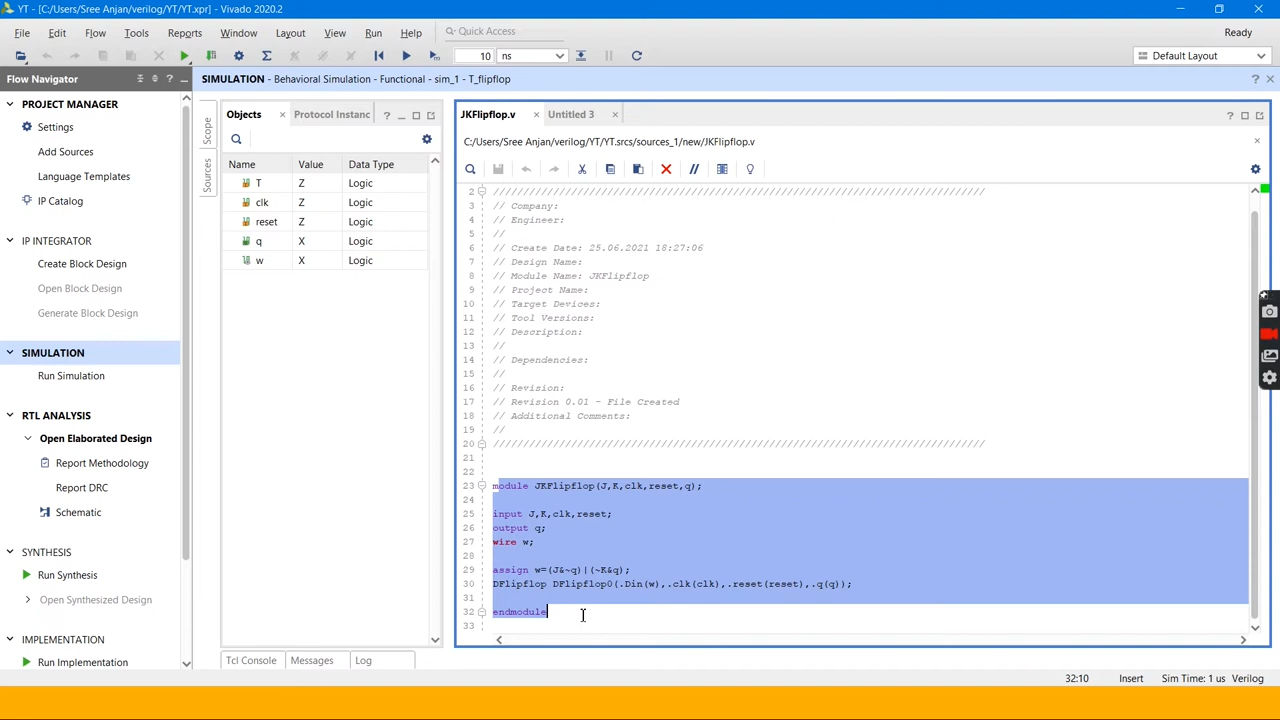 YT - [C:/Users/Sree Anjan/verilog/YT/YT.xpr] - Vivado 2020.2
File Edit Flow Tools Reports Window Layout View Run Help Quick Access
Ready
10 ns
Default Layout
Flow Navigator
SIMULATION - Behavioral Simulation - Functional - sim_1 - T_flipflop
PROJECT MANAGER
Settings
Add Sources
Language Templates
IP Catalog
IP INTEGRATOR
Create Block Design
Open Block Design
Generate Block Design
SIMULATION
Run Simulation
RTL ANALYSIS
Open Elaborated Design
Report Methodology
Report DRC
Schematic
SYNTHESIS
Run Synthesis
Open Synthesized Design
IMPLEMENTATION
Run Implementation
Scope
Sources
Objects Protocol Instanc
Name Value Data Type
T Z Logic
clk Z Logic
reset Z Logic
q X Logic
w X Logic
Tcl Console Messages Log
JKFlipflop.v Untitled 3
C:/Users/Sree Anjan/verilog/YT/YT.srcs/sources_1/new/JKFlipflop.v
2 //////////////////////////////////////////////////////////////////////////////////
3 // Company:
4 // Engineer:
5 //
6 // Create Date: 25.06.2021 18:27:06
7 // Design Name:
8 // Module Name: JKFlipflop
9 // Project Name:
10 // Target Devices:
11 // Tool Versions:
12 // Description:
13 //
14 // Dependencies:
15 //
16 // Revision:
17 // Revision 0.01 - File Created
18 // Additional Comments:
19 //
20 //////////////////////////////////////////////////////////////////////////////////
21
22
23 module JKFlipflop(J,K,clk,reset,q);
24
25 input J,K,clk,reset;
26 output q;
27 wire w;
28
29 assign w=(J&~q)|(~K&q);
30 DFlipflop DFlipflop0(.Din(w),.clk(clk),.reset(reset),.q(q));
31
32 endmodule
33
32:10 Insert Sim Time: 1 us Verilog